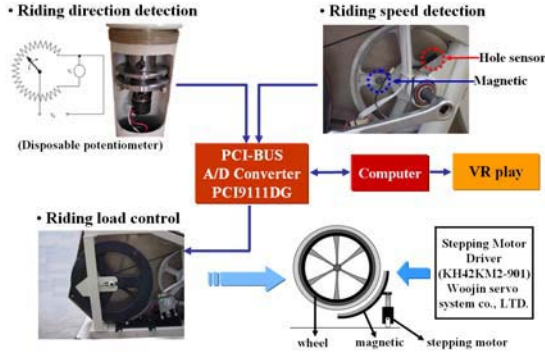 • Riding direction detection
• Riding speed detection
Hole sensor
Magnetic
(Disposable potentiometer)
PCI-BUS
A/D Converter
PCI9111DG
Computer
VR play
• Riding load control
Stepping Motor
Driver
(KH42KM2-901)
Woojin servo
system co., LTD.
wheel
magnetic
stepping motor